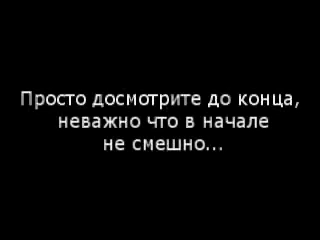 Просто досмотрите до конца,
неважно что в начале
не смешно...